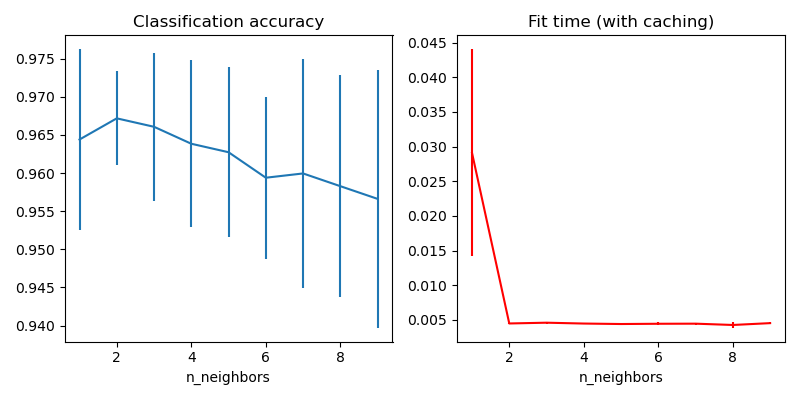 Classification accuracy
0.975
0.970
0.965
0.960
0.955
0.950
0.945
0.940
2 4 6 8
n_neighbors
Fit time (with caching)
0.045
0.040
0.035
0.030
0.025
0.020
0.015
0.010
0.005
2 4 6 8
n_neighbors